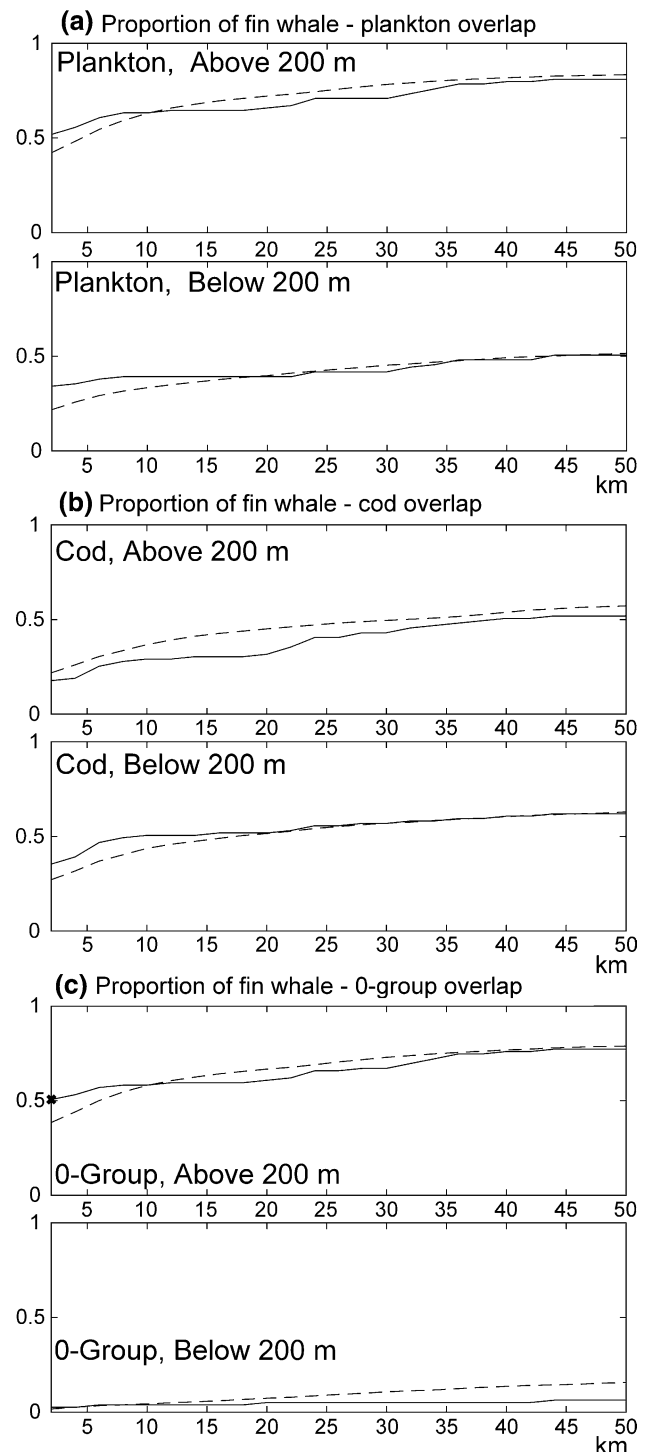 (a) Proportion of fin whale - plankton overlap
1
Plankton, Above 200 m
0.5
0
5 10 15 20 25 30 35 40 45 50
1
Plankton, Below 200 m
0.5
0
5 10 15 20 25 30 35 40 45 50
km
(b) Proportion of fin whale - cod overlap
1
Cod, Above 200 m
0.5
0
5 10 15 20 25 30 35 40 45 50
1
Cod, Below 200 m
0.5
0
5 10 15 20 25 30 35 40 45 50
km
(c) Proportion of fin whale - 0-group overlap
1
0.5
0-Group, Above 200 m
0
5 10 15 20 25 30 35 40 45 50
1
0.5
0-Group, Below 200 m
0
5 10 15 20 25 30 35 40 45 50
km